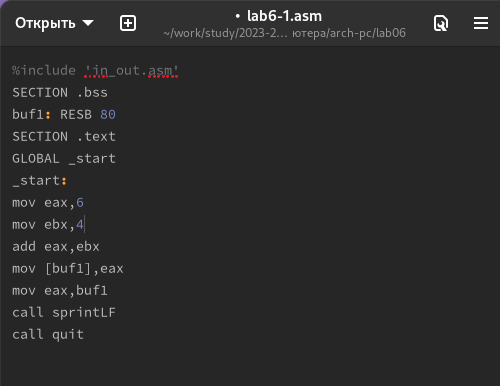 Открыть
• lab6-1.asm
~/work/study/2023-2... ютера/arch-pc/lab06
%include 'in_out.asm'
SECTION .bss
buf1: RESB 80
SECTION .text
GLOBAL _start
_start:
mov eax,6
mov ebx,4
add eax,ebx
mov [buf1],eax
mov eax,buf1
call sprintLF
call quit